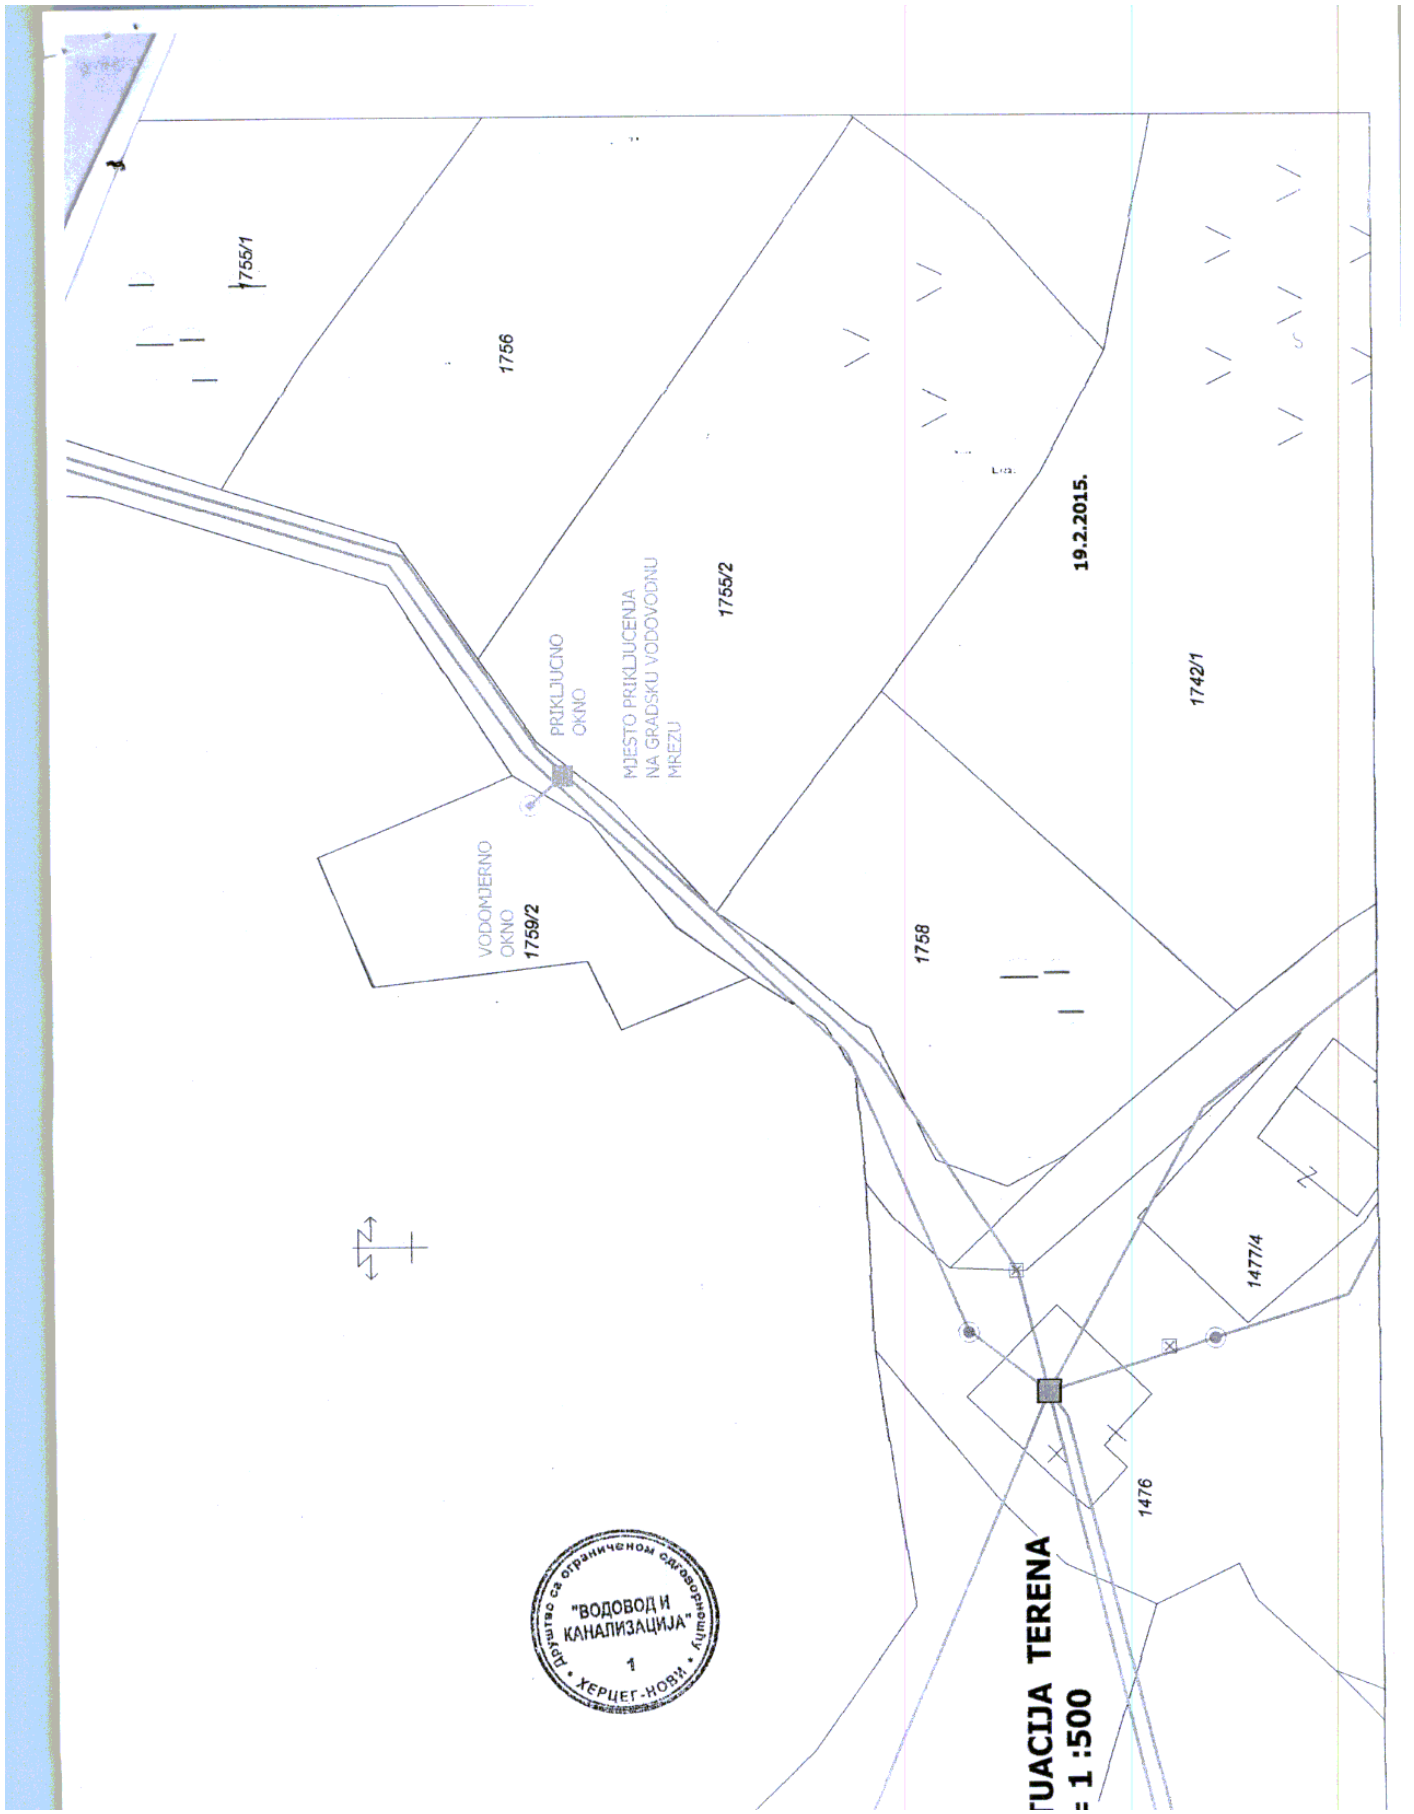 1755/1
1756
1755/2
19.2.2015.
1742/1
PRIKLJUCNO
OKNO
MJESTO PRIKLJUCENJA
NA GRADSKU VODOVODNU
MREZU
VODOMJERNO
OKNO
1759/2
1758
1477/4
1476
Друштво са ограниченом одговорношћу
"ВОДОВОД И
КАНАЛИЗАЦИЈА"
1
ХЕРЦЕГ-НОВИ
TUACIJA TERENA
= 1 :500